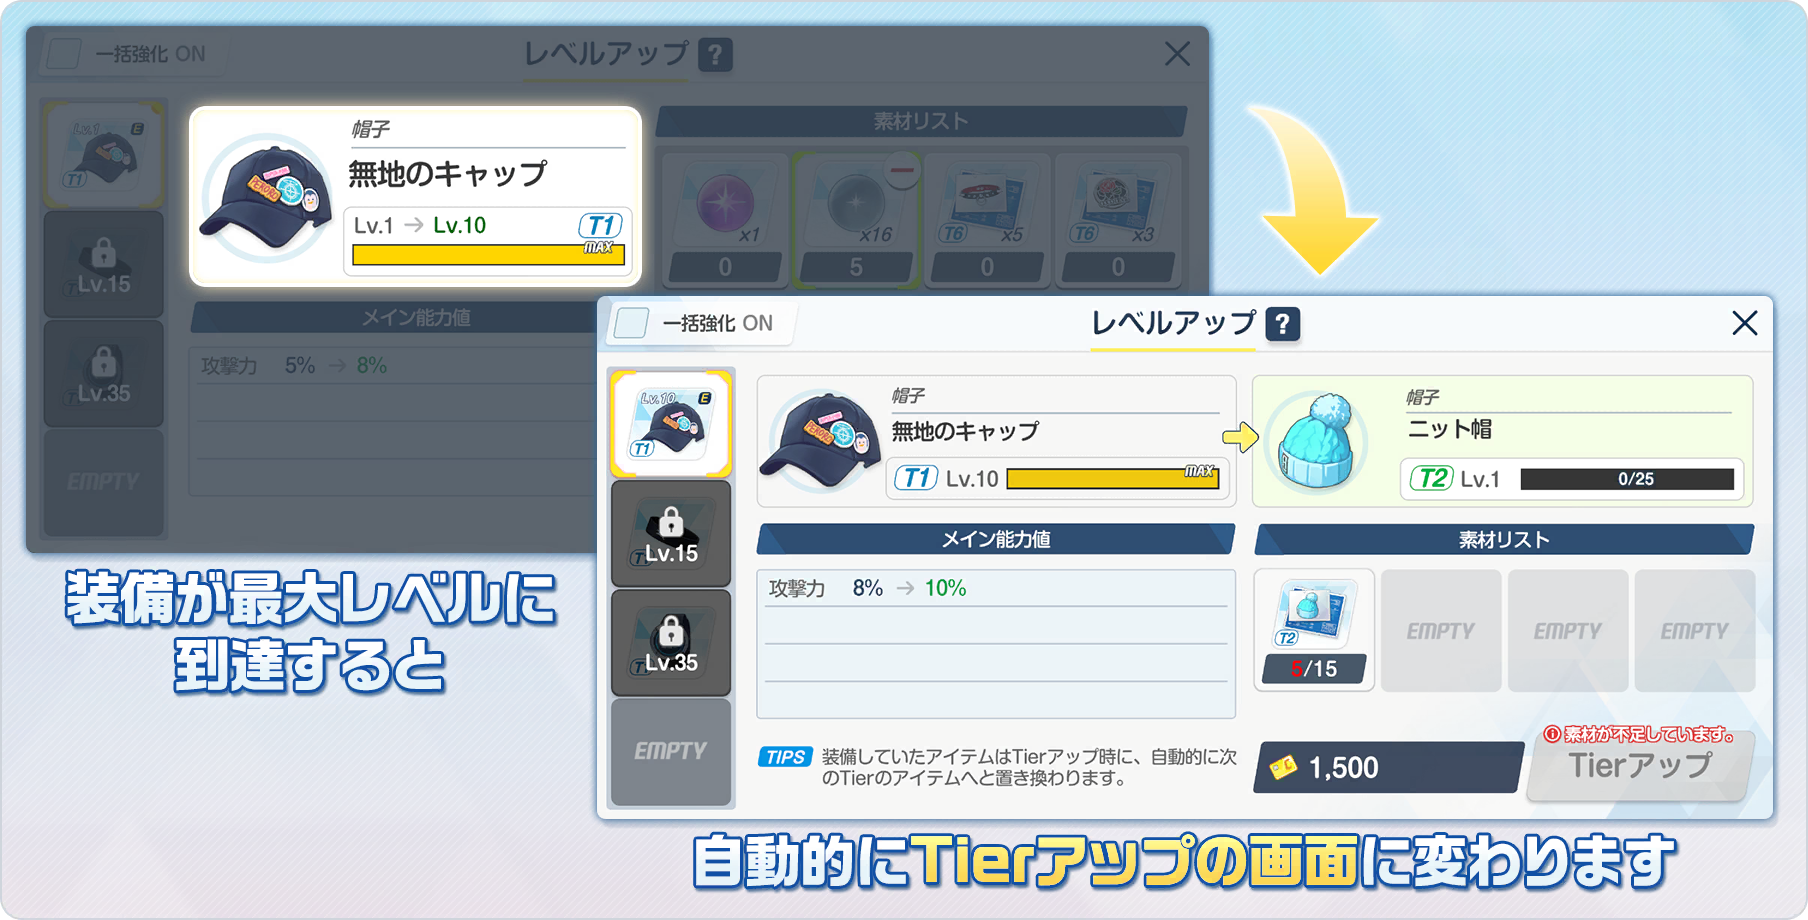 一括強化 ON
レベルアップ ?
Lv.1 E
T1
帽子
無地のキャップ
Lv.1 → Lv.10 T1
MAX
素材リスト
x1
x16
T6 x5
T6 x3
0
5
0
0
Lv.15
Lv.35
EMPTY
メイン能力値
攻撃力 5% → 8%
装備が最大レベルに
到達すると
一括強化 ON
レベルアップ ?
Lv.10 E
T1
Lv.15
Lv.35
EMPTY
帽子
無地のキャップ
T1 Lv.10 MAX
帽子
ニット帽
T2 Lv.1 0/25
メイン能力値
攻撃力 8% → 10%
素材リスト
T2
5/15
EMPTY
EMPTY
EMPTY
TIPS 装備していたアイテムはTierアップ時に、自動的に次
のTierのアイテムへと置き換わります。
1,500
素材が不足しています。
Tierアップ
自動的にTierアップの画面に変わります